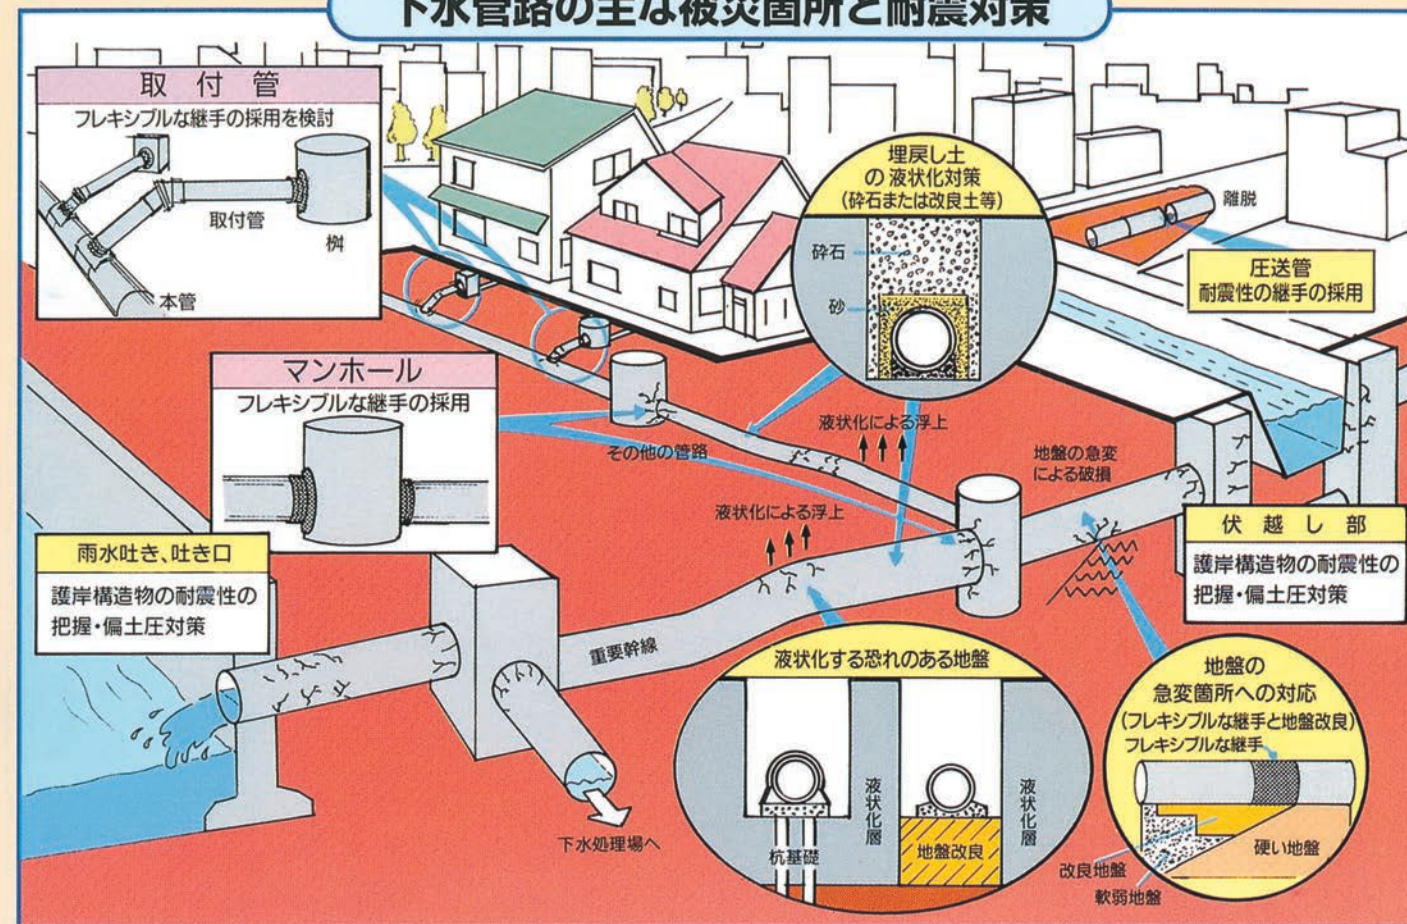 下水管路の主な被災箇所と耐震対策
取付管
フレキシブルな継手の採用を検討
取付管
桝
本管
埋戻し土
の液状化対策
(砕石または改良土等)
砕石
砂
離脱
圧送管
耐震性の継手の採用
マンホール
フレキシブルな継手の採用
その他の管路
液状化による浮上
地盤の急変
による破損
液状化による浮上
雨水吐き、吐き口
護岸構造物の耐震性の
把握・偏土圧対策
伏越し部
護岸構造物の耐震性の
把握・偏土圧対策
重要幹線
下水処理場へ
液状化する恐れのある地盤
液状化層
液状化層
杭基礎
地盤改良
地盤の
急変箇所への対応
(フレキシブルな継手と地盤改良)
フレキシブルな継手
硬い地盤
改良地盤
軟弱地盤